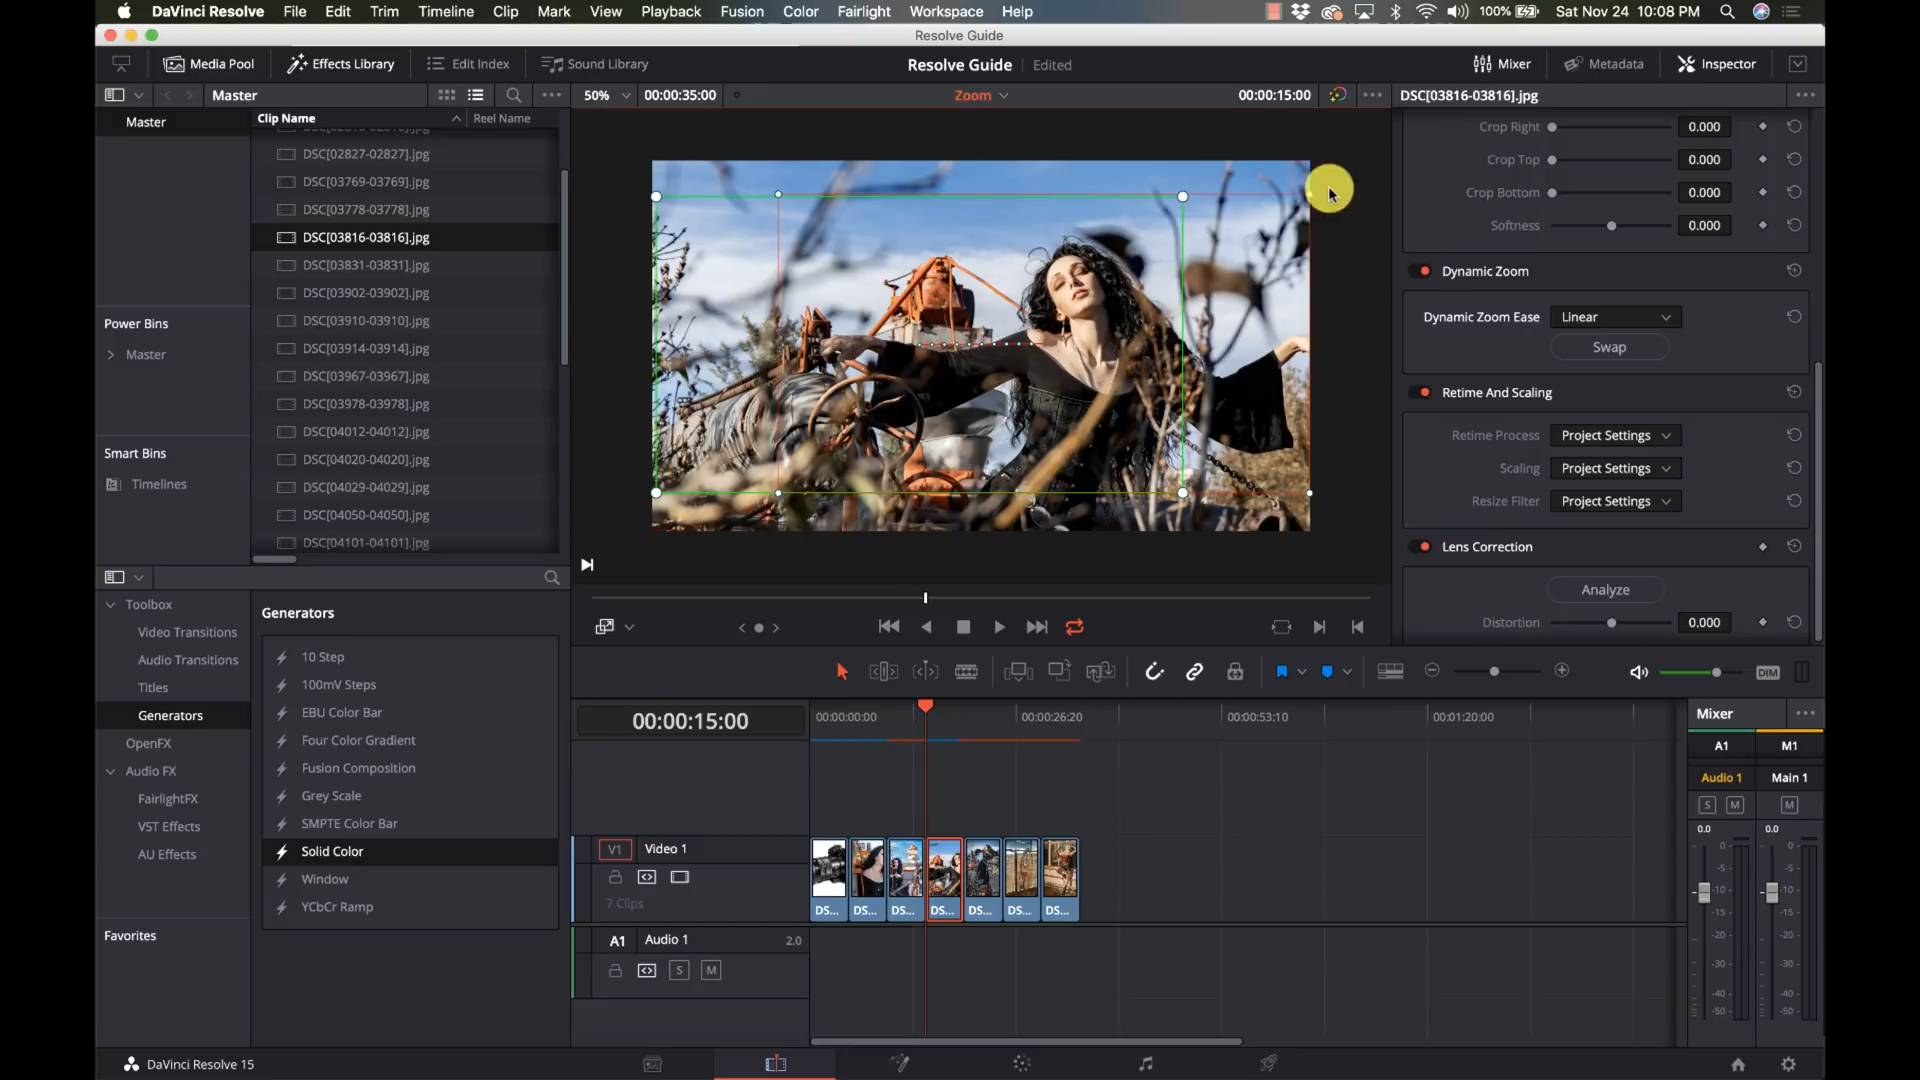 DaVinci Resolve File Edit Trim Timeline Clip Mark View Playback Fusion Color Fairlight Workspace Help 100% Sat Nov 24 10:08 PM
Resolve Guide
Media Pool Effects Library Edit Index Sound Library Resolve Guide Edited Mixer Metadata Inspector
Master 50% 00:00:35:00 Zoom 00:00:15:00 DSC[03816-03816].jpg
Master
Clip Name Reel Name
DSC[02827-02827].jpg
DSC[03769-03769].jpg
DSC[03778-03778].jpg
DSC[03816-03816].jpg
DSC[03831-03831].jpg
DSC[03902-03902].jpg
DSC[03910-03910].jpg
DSC[03914-03914].jpg
DSC[03967-03967].jpg
DSC[03978-03978].jpg
DSC[04012-04012].jpg
DSC[04020-04020].jpg
DSC[04029-04029].jpg
DSC[04050-04050].jpg
DSC[04101-04101].jpg
Power Bins
Master
Smart Bins
Timelines
Crop Right 0.000
Crop Top 0.000
Crop Bottom 0.000
Softness 0.000
Dynamic Zoom
Dynamic Zoom Ease Linear
Swap
Retime And Scaling
Retime Process Project Settings
Scaling Project Settings
Resize Filter Project Settings
Lens Correction
Analyze
Distortion 0.000
Toolbox
Video Transitions
Audio Transitions
Titles
Generators
OpenFX
Audio FX
FairlightFX
VST Effects
AU Effects
Favorites
Generators
10 Step
100mV Steps
EBU Color Bar
Four Color Gradient
Fusion Composition
Grey Scale
SMPTE Color Bar
Solid Color
Window
YCbCr Ramp
DIM
00:00:15:00 00:00:00:00 00:00:26:20 00:00:53:10 00:01:20:00
V1 Video 1
7 Clips
DS... DS... DS... DS... DS... DS... DS...
A1 Audio 1 2.0
S M
Mixer
A1 M1
Audio 1 Main 1
S M M
0.0 0.0
0 0
-5 -5
-10 -10
-15 -15
-20 -20
-30 -30
-40 -40
-50 -50
DaVinci Resolve 15